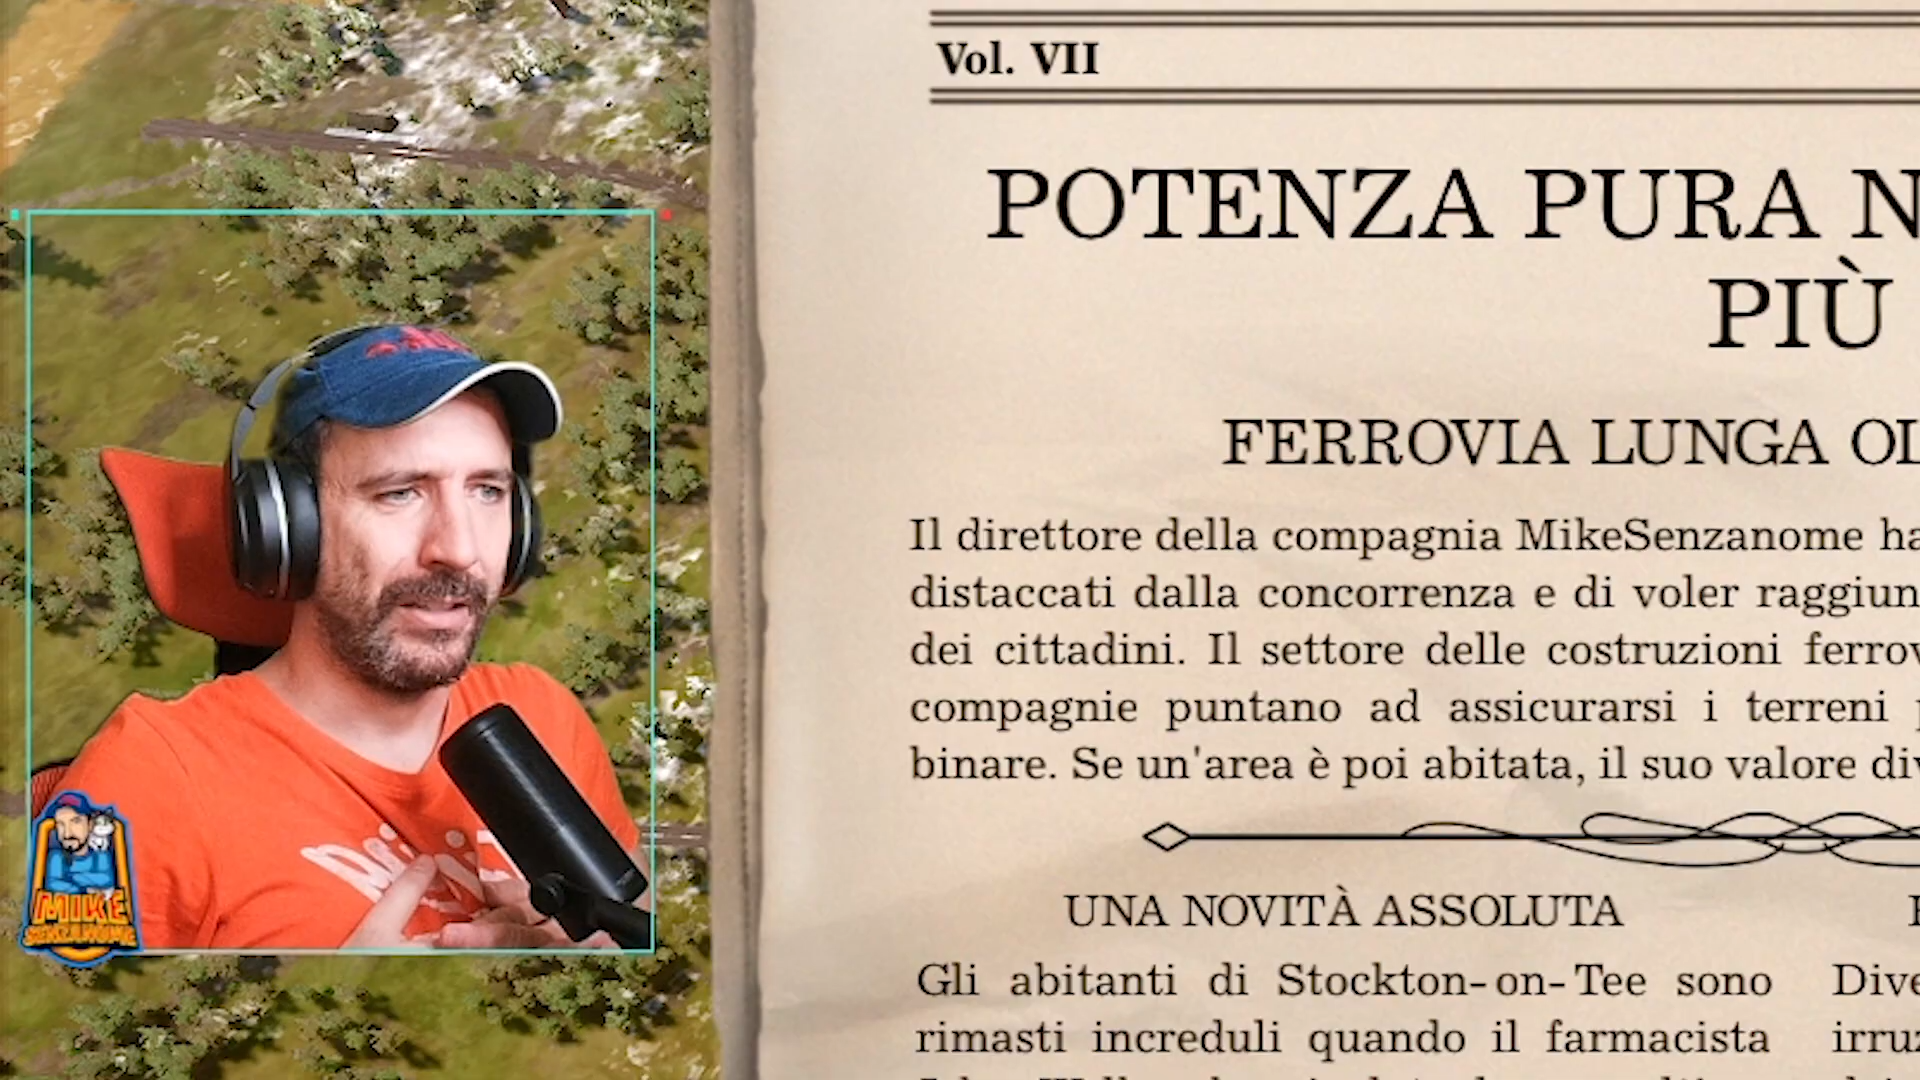 Vol. VII
POTENZA PURA N
PIÙ
FERROVIA LUNGA OL
Il direttore della compagnia MikeSenzanome ha
distaccati dalla concorrenza e di voler raggiun
dei cittadini. Il settore delle costruzioni ferrov
compagnie puntano ad assicurarsi i terreni
binare. Se un'area è poi abitata, il suo valore div
UNA NOVITÀ ASSOLUTA
Gli abitanti di Stockton-on-Tee sono
rimasti increduli quando il farmacista
Dive
irruz
MIKE
SENZANOME